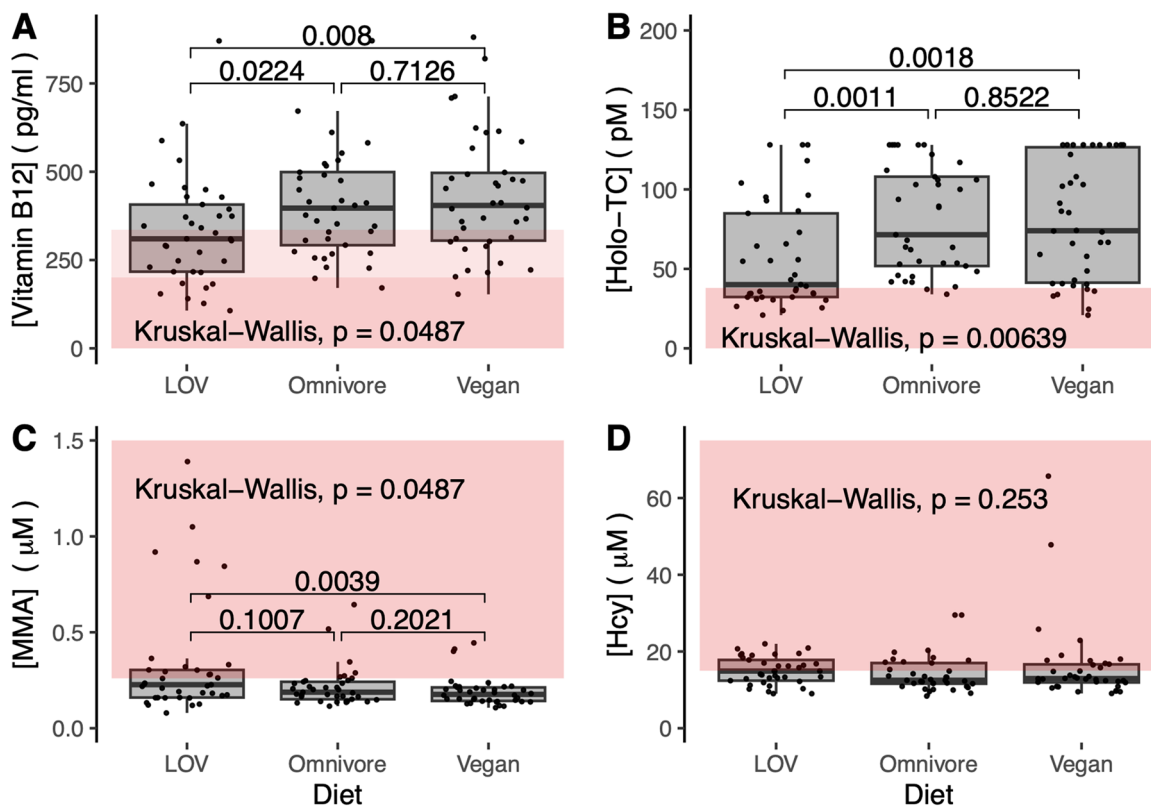 A
[Vitamin B12] ( pg/ml )
750
500
250
0
0.008
0.0224
0.7126
Kruskal−Wallis, p = 0.0487
LOV
Omnivore
Vegan
B
[Holo−TC] ( pM )
200
150
100
50
0
0.0018
0.0011
0.8522
Kruskal−Wallis, p = 0.00639
LOV
Omnivore
Vegan
C
[MMA] ( μM )
1.5
1.0
0.5
0.0
Kruskal−Wallis, p = 0.0487
0.0039
0.1007
0.2021
LOV
Omnivore
Vegan
Diet
D
[Hcy] ( μM )
60
40
20
0
Kruskal−Wallis, p = 0.253
LOV
Omnivore
Vegan
Diet